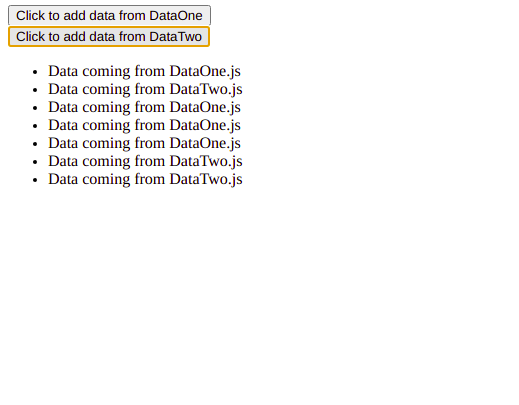 Click to add data from DataOne
Click to add data from DataTwo
Data coming from DataOne.js
Data coming from DataTwo.js
Data coming from DataOne.js
Data coming from DataOne.js
Data coming from DataOne.js
Data coming from DataTwo.js
Data coming from DataTwo.js